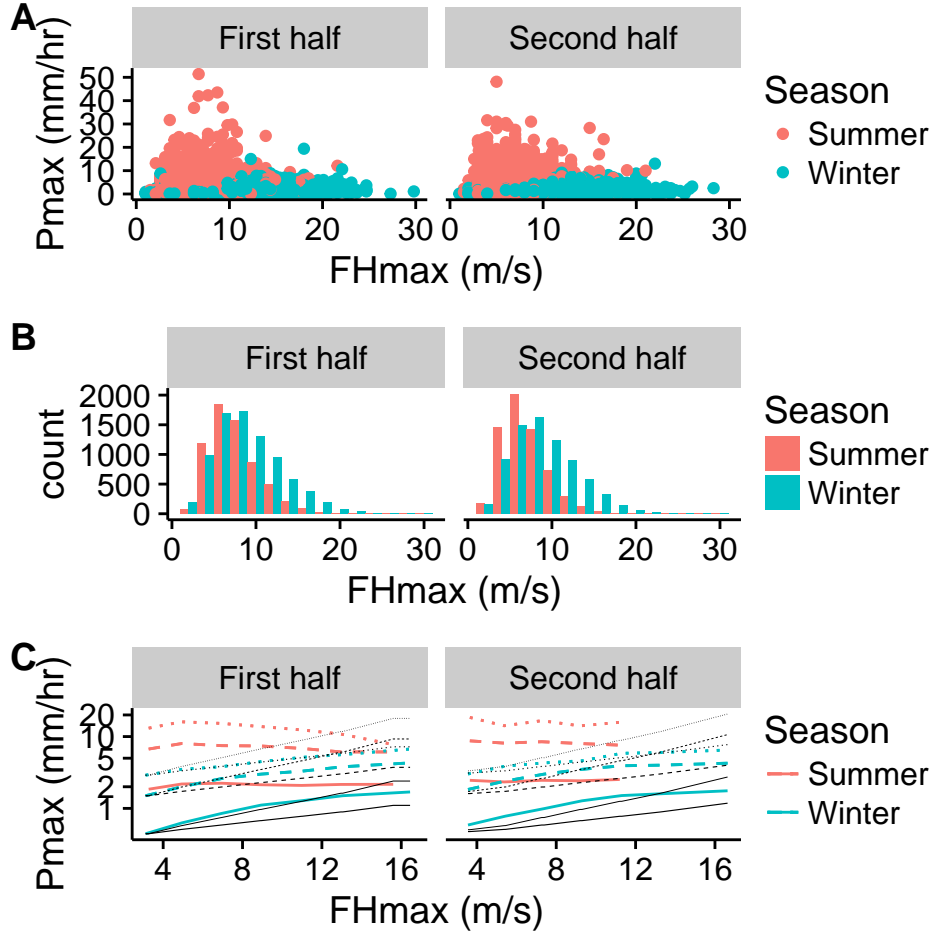 A
First half
Second half
Pmax (mm/hr)
50
40
30
20
10
0
0 10 20 30
0 10 20 30
FHmax (m/s)
Season
Summer
Winter
B
First half
Second half
count
2000
1500
1000
500
0
0 10 20 30
0 10 20 30
FHmax (m/s)
Season
Summer
Winter
C
First half
Second half
Pmax (mm/hr)
20
10
5
2
1
4 8 12 16
4 8 12 16
FHmax (m/s)
Season
Summer
Winter